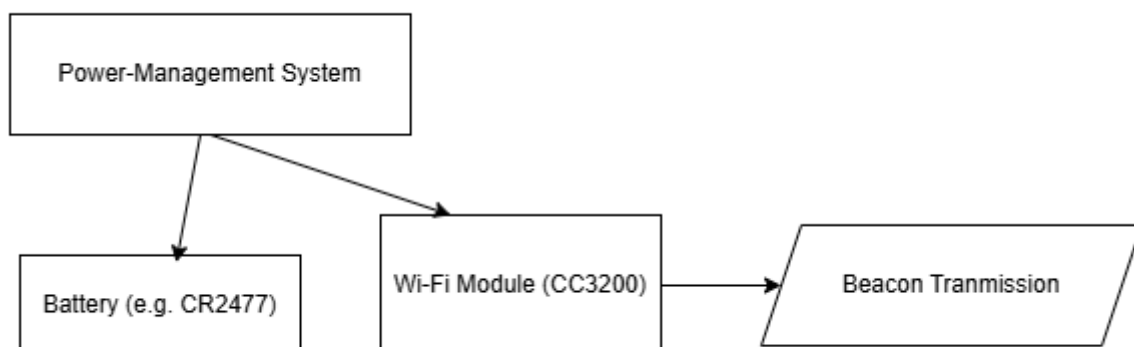 Power-Management System
Wi-Fi Module (CC3200)
Beacon Tranmission
Battery (e.g. CR2477)